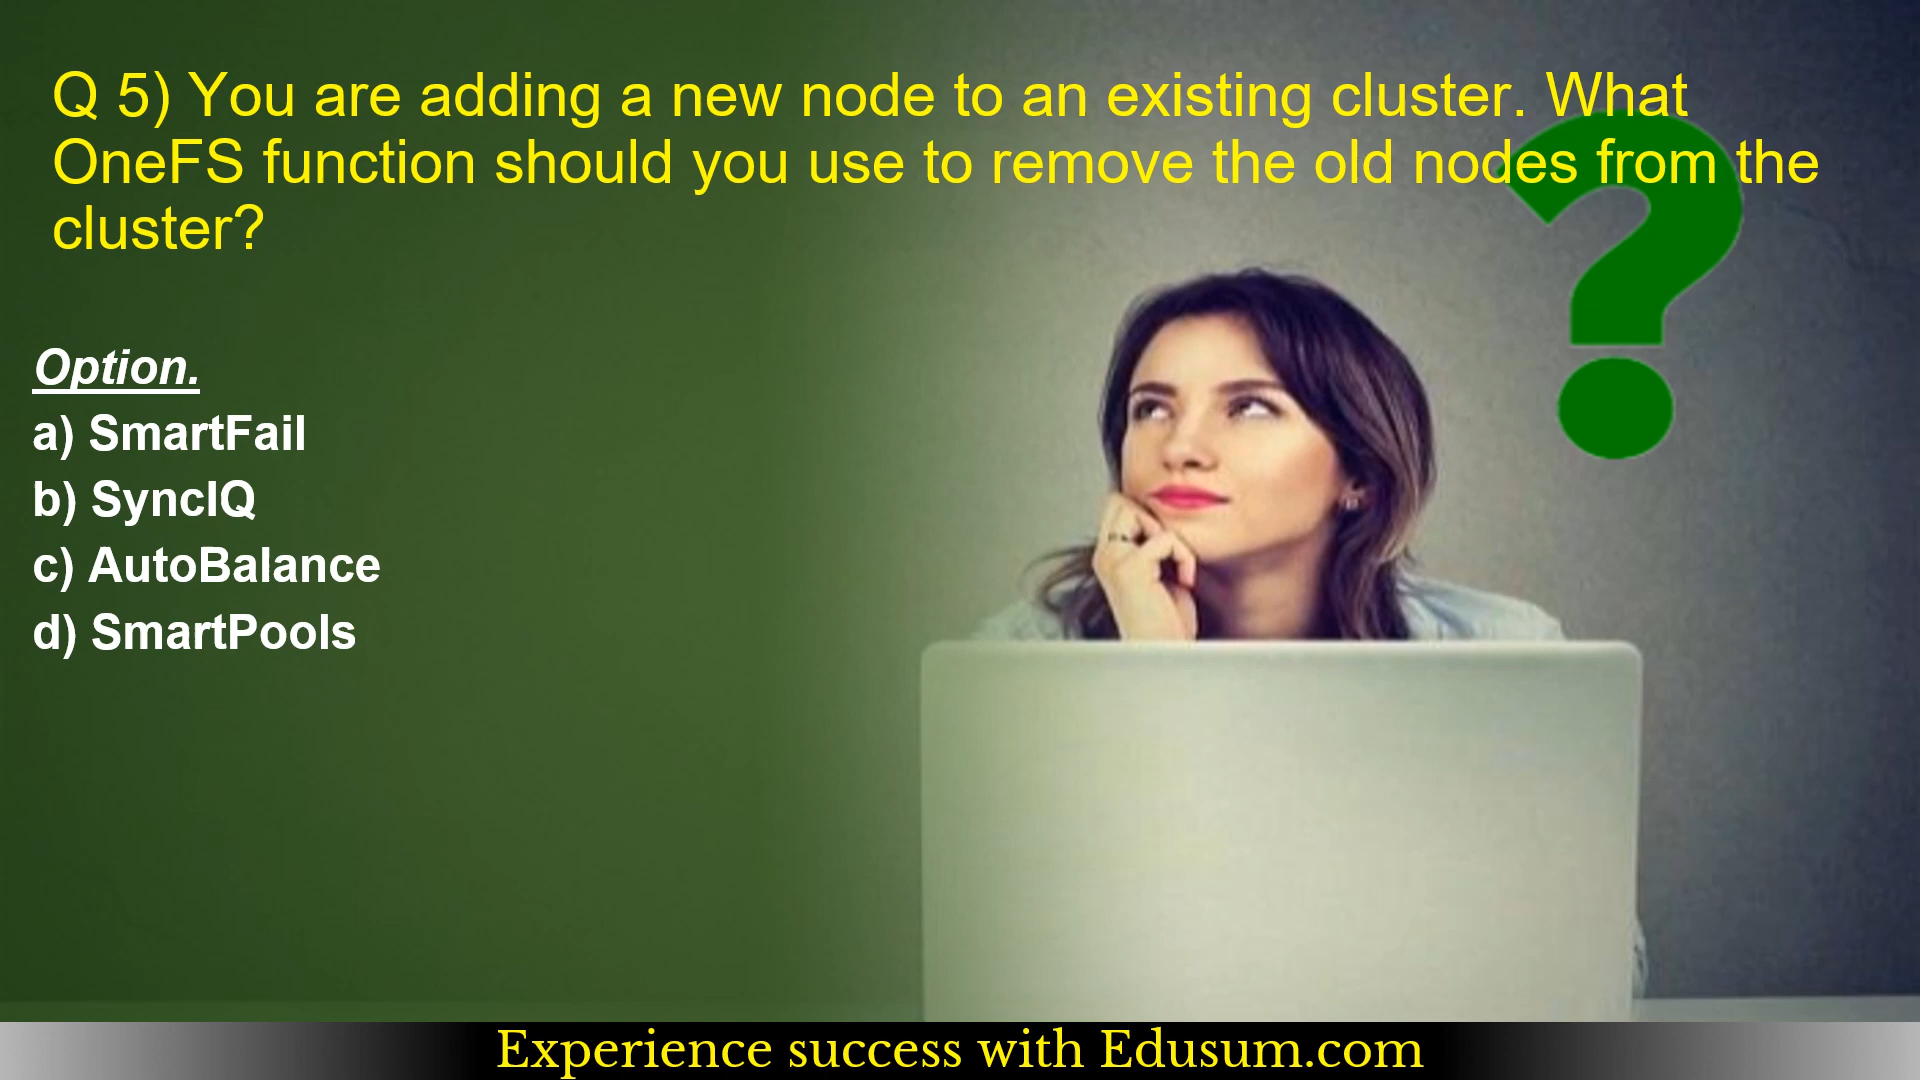 Q 5) You are adding a new node to an existing cluster. What
OneFS function should you use to remove the old nodes from the
cluster?
Option.
a) SmartFail
b) SyncIQ
c) AutoBalance
d) SmartPools
Experience success with Edusum.com